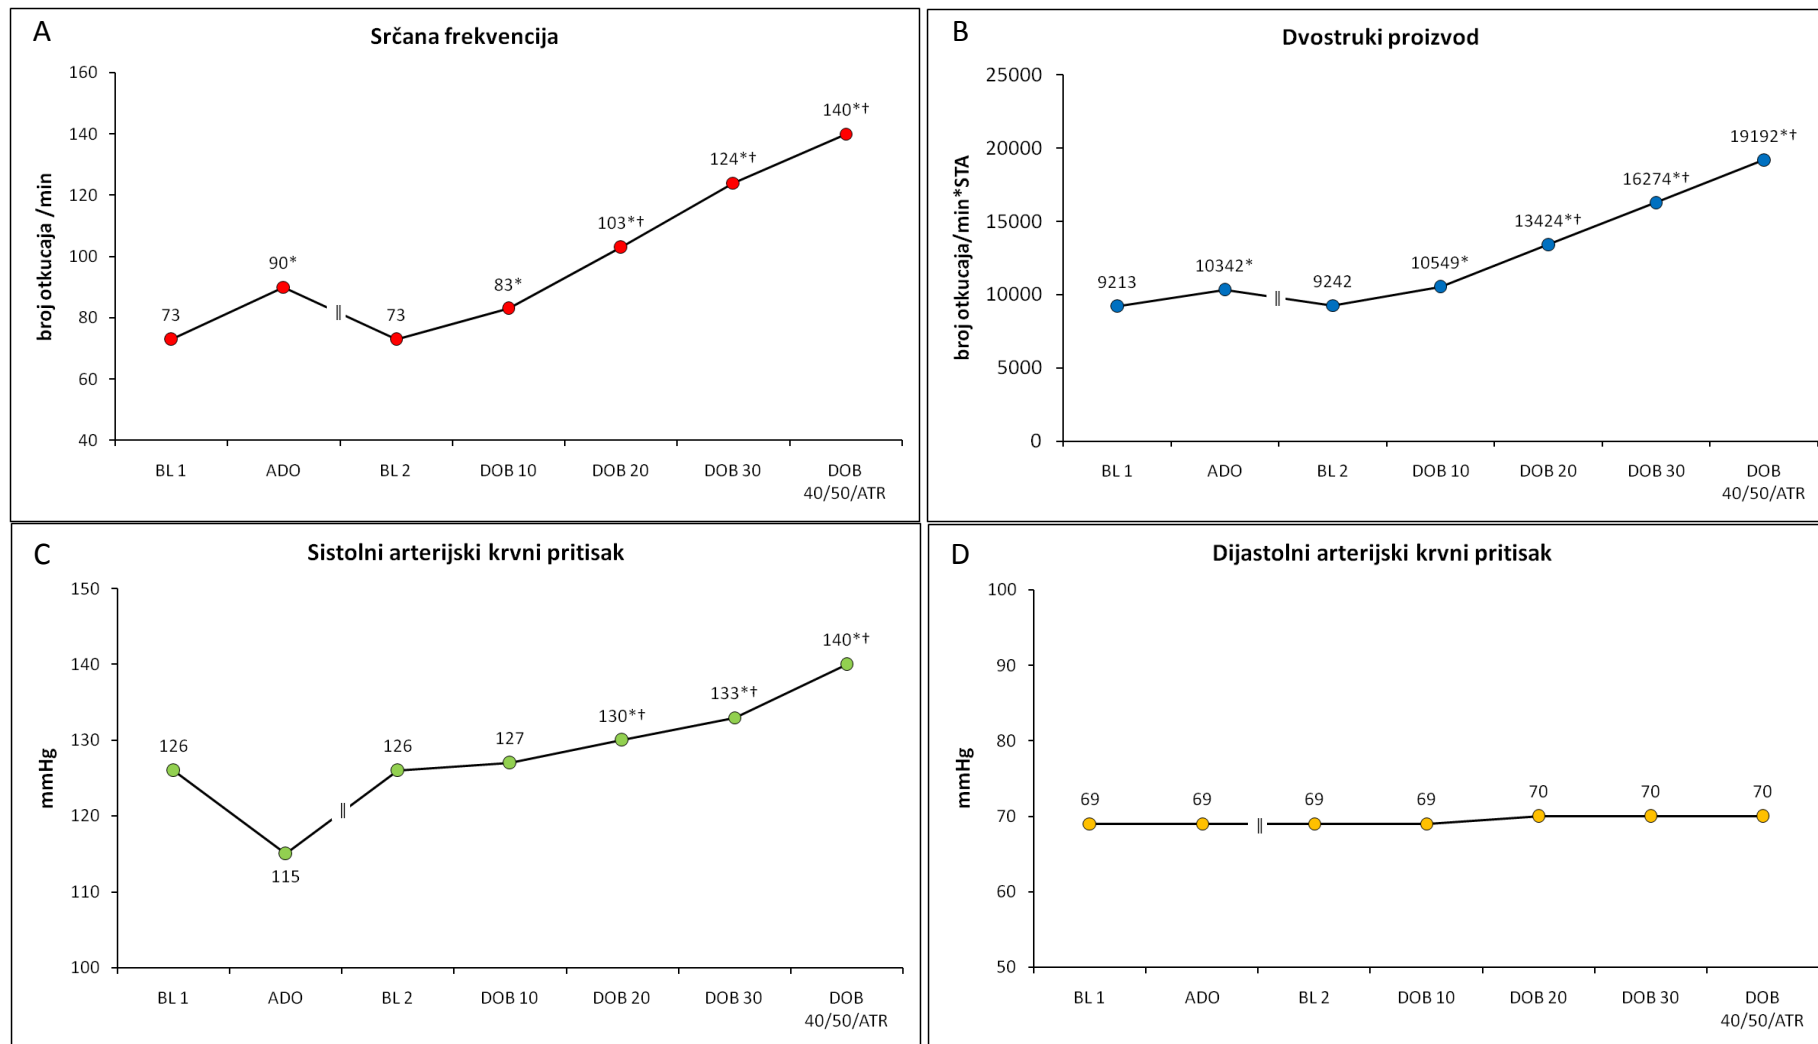 A
Srčana frekvencija
broj otkucaja /min
160
140
120
100
80
60
40
73
90*
73
83*
103*†
124*†
140*†
||
BL 1
ADO
BL 2
DOB 10
DOB 20
DOB 30
DOB
40/50/ATR
B
Dvostruki proizvod
broj otkucaja/min*STA
25000
20000
15000
10000
5000
0
9213
10342*
9242
10549*
13424*†
16274*†
19192*†
||
BL 1
ADO
BL 2
DOB 10
DOB 20
DOB 30
DOB
40/50/ATR
C
Sistolni arterijski krvni pritisak
mmHg
150
140
130
120
110
100
126
115
126
127
130*†
133*†
140*†
||
BL 1
ADO
BL 2
DOB 10
DOB 20
DOB 30
DOB
40/50/ATR
D
Dijastolni arterijski krvni pritisak
mmHg
100
90
80
70
60
50
69
69
69
69
70
70
70
||
BL 1
ADO
BL 2
DOB 10
DOB 20
DOB 30
DOB
40/50/ATR